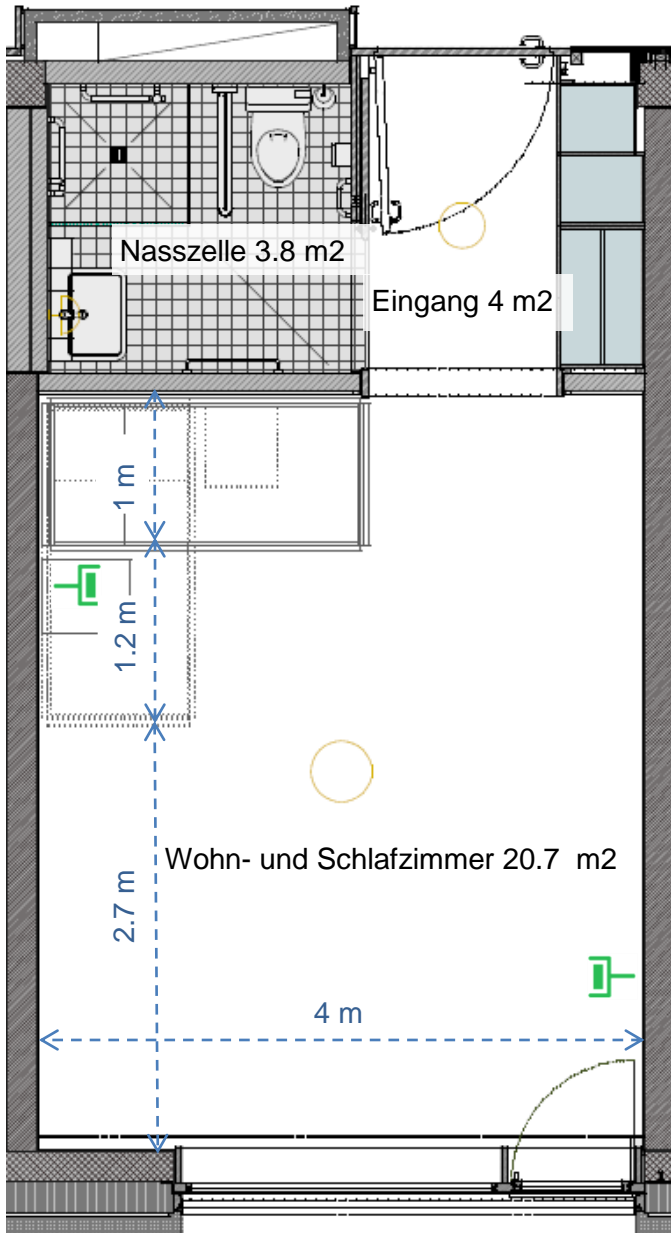 Nasszelle 3.8 m2
Eingang 4 m2
1 m
1.2 m
Wohn- und Schlafzimmer 20.7 m2
2.7 m
4 m